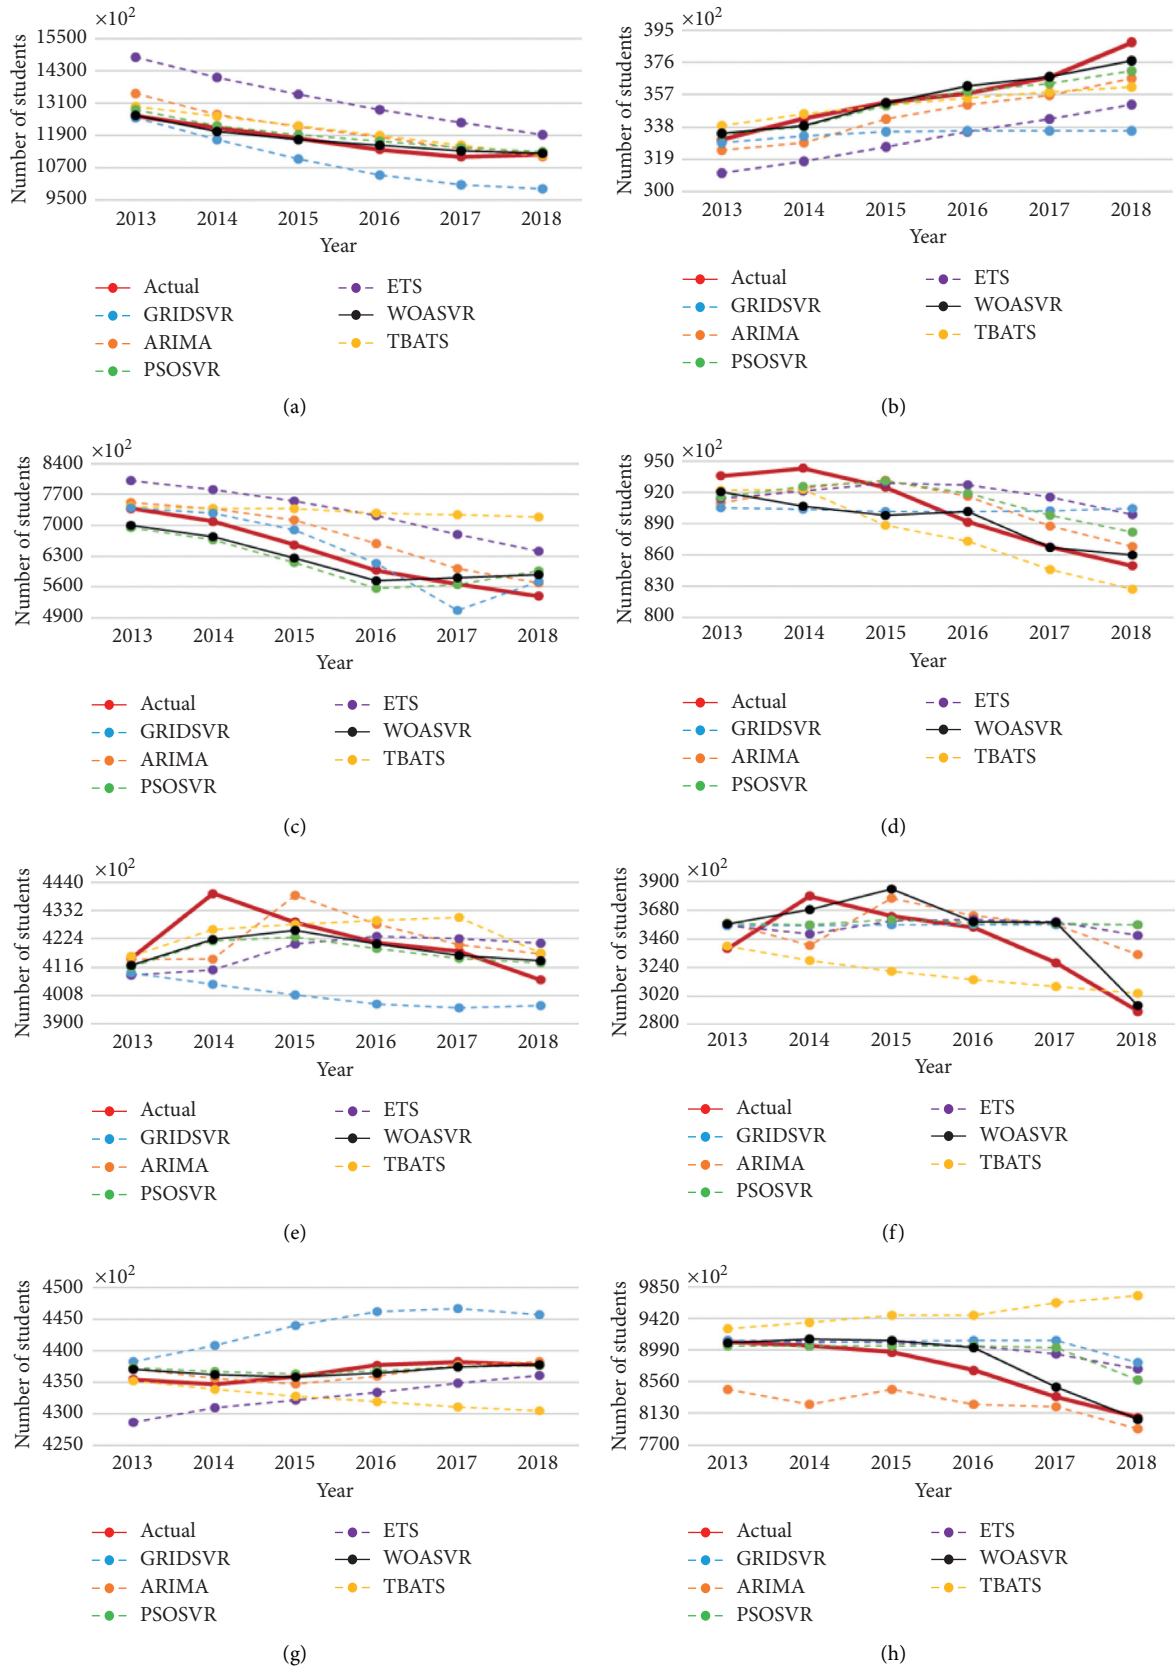 ×10²
Number of students
15500
14300
13100
11900
10700
9500
2013 2014 2015 2016 2017 2018
Year
Actual
GRIDSVR
ARIMA
PSOSVR
ETS
WOASVR
TBATS
(a)
×10²
Number of students
395
376
357
338
319
300
2013 2014 2015 2016 2017 2018
Year
Actual
GRIDSVR
ARIMA
PSOSVR
ETS
WOASVR
TBATS
(b)
×10²
Number of students
8400
7700
7000
6300
5600
4900
2013 2014 2015 2016 2017 2018
Year
Actual
GRIDSVR
ARIMA
PSOSVR
ETS
WOASVR
TBATS
(c)
×10²
Number of students
950
920
890
860
830
800
2013 2014 2015 2016 2017 2018
Year
Actual
GRIDSVR
ARIMA
PSOSVR
ETS
WOASVR
TBATS
(d)
×10²
Number of students
4440
4332
4224
4116
4008
3900
2013 2014 2015 2016 2017 2018
Year
Actual
GRIDSVR
ARIMA
PSOSVR
ETS
WOASVR
TBATS
(e)
×10²
Number of students
3900
3680
3460
3240
3020
2800
2013 2014 2015 2016 2017 2018
Year
Actual
GRIDSVR
ARIMA
PSOSVR
ETS
WOASVR
TBATS
(f)
×10²
Number of students
4500
4450
4400
4350
4300
4250
2013 2014 2015 2016 2017 2018
Year
Actual
GRIDSVR
ARIMA
PSOSVR
ETS
WOASVR
TBATS
(g)
×10²
Number of students
9850
9420
8990
8560
8130
7700
2013 2014 2015 2016 2017 2018
Year
Actual
GRIDSVR
ARIMA
PSOSVR
ETS
WOASVR
TBATS
(h)